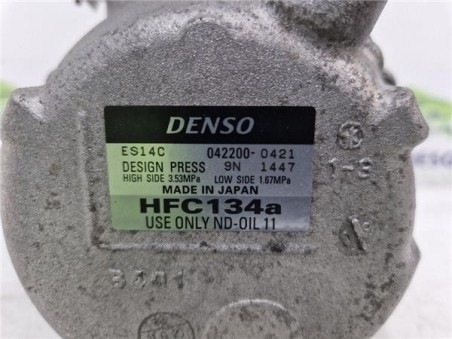 DENSO
ES14C 042200-0421
DESIGN PRESS 9N 1447
HIGH SIDE 3.53MPa LOW SIDE 1.67MPa
MADE IN JAPAN
HFC134a
USE ONLY ND-OIL 11